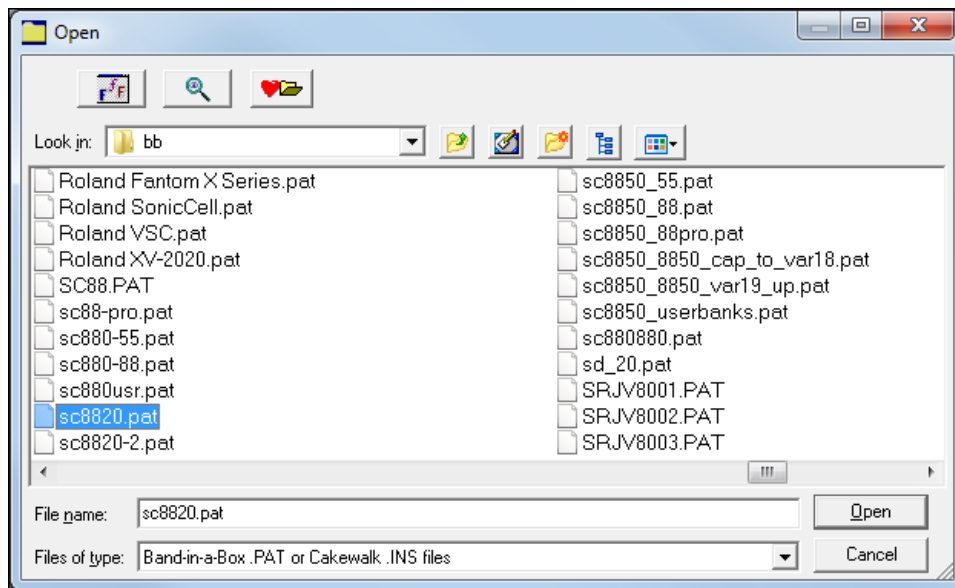 Open
Look in: bb
Roland Fantom X Series.pat
Roland SonicCell.pat
Roland VSC.pat
Roland XV-2020.pat
SC88.PAT
sc88-pro.pat
sc880-55.pat
sc880-88.pat
sc880usr.pat
sc8820.pat
sc8820-2.pat
sc8850_55.pat
sc8850_88.pat
sc8850_88pro.pat
sc8850_8850_cap_to_var18.pat
sc8850_8850_var19_up.pat
sc8850_userbanks.pat
sc880880.pat
sd_20.pat
SRJV8001.PAT
SRJV8002.PAT
SRJV8003.PAT
File name: sc8820.pat
Open
Files of type: Band-in-a-Box .PAT or Cakewalk .INS files
Cancel